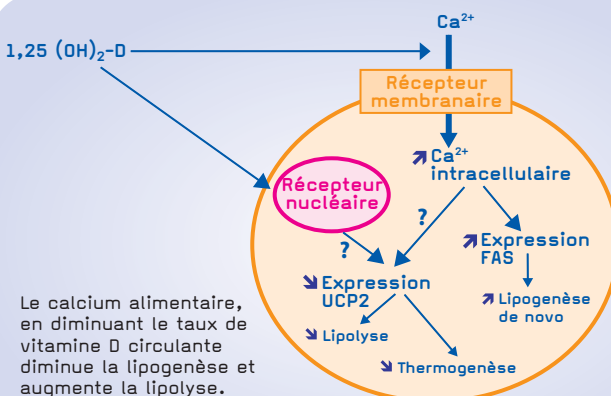 Ca²⁺
1,25 (OH)₂-D
Récepteur
membranaire
↗ Ca²⁺
intracellulaire
Récepteur
nucléaire
?
?
↗ Expression
FAS
↘ Expression
UCP2
↗ Lipogenèse
de novo
↘ Lipolyse
↘ Thermogenèse
Le calcium alimentaire,
en diminuant le taux de
vitamine D circulante
diminue la lipogenèse et
augmente la lipolyse.